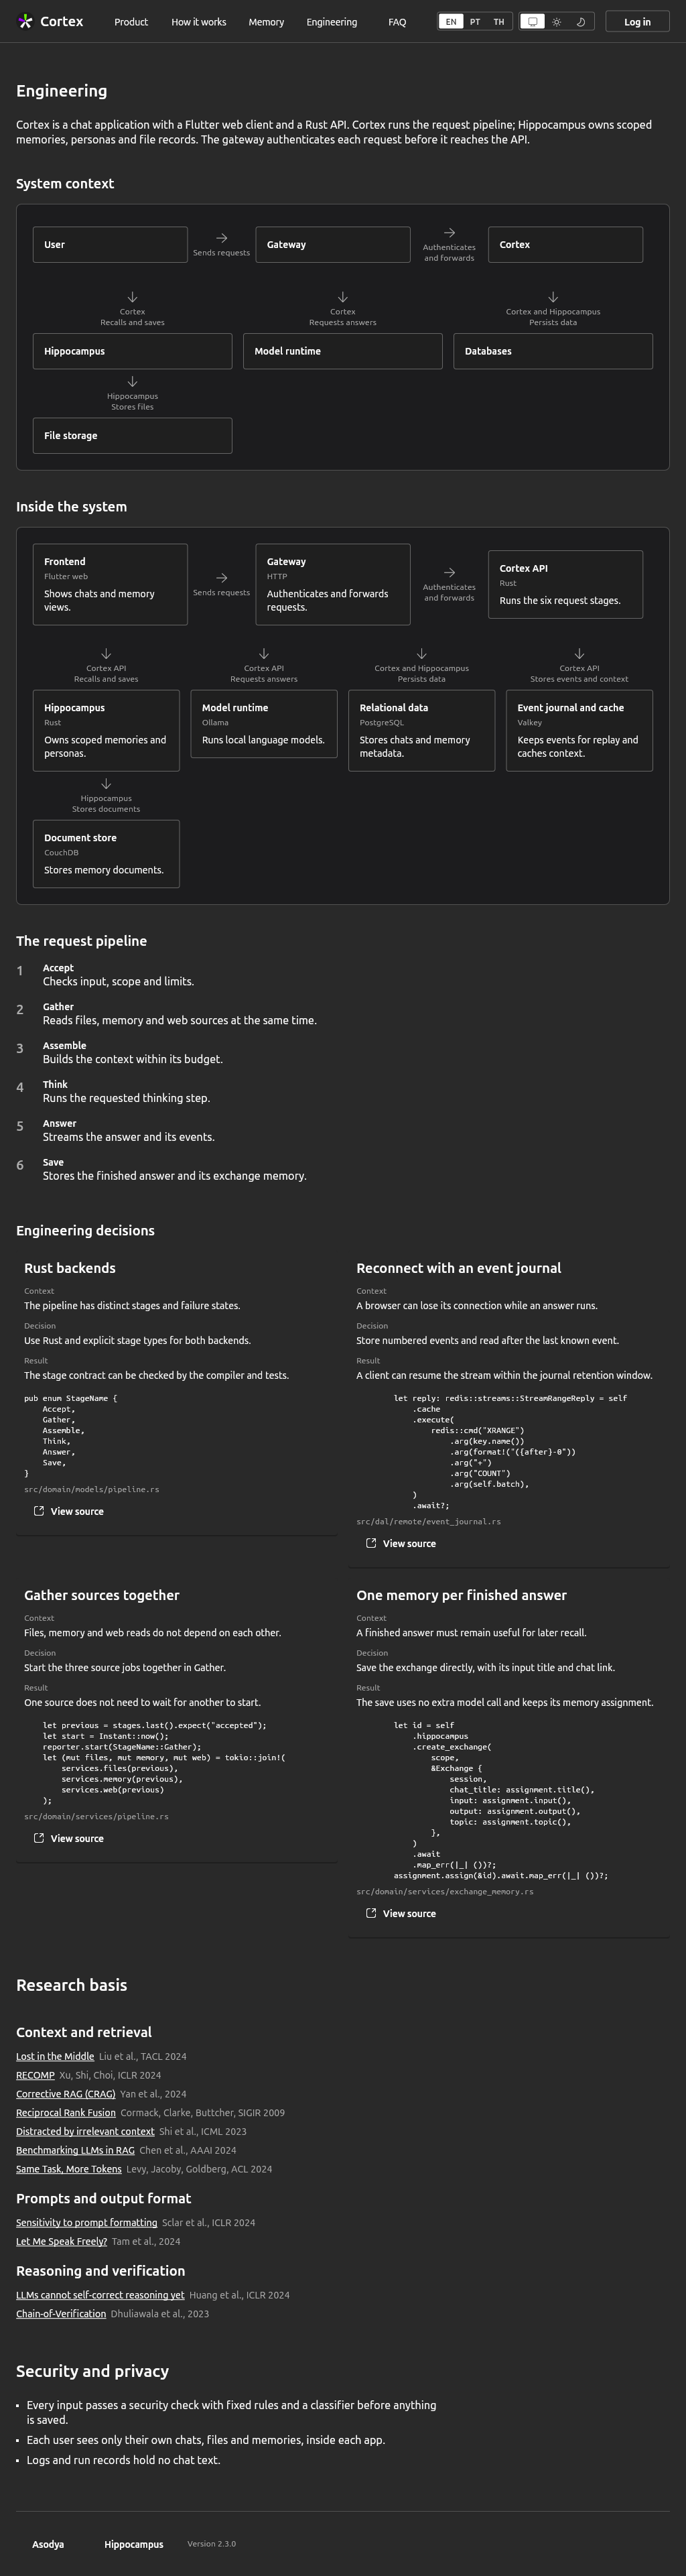 Cortex
Product
How it works
Memory
Engineering
FAQ
EN
PT
TH
Log in
Engineering
Cortex is a chat application with a Flutter web client and a Rust API. Cortex runs the request pipeline; Hippocampus owns scoped
memories, personas and file records. The gateway authenticates each request before it reaches the API.
System context
User
Sends requests
Gateway
Authenticates
and forwards
Cortex
Cortex
Recalls and saves
Cortex
Requests answers
Cortex and Hippocampus
Persists data
Hippocampus
Model runtime
Databases
Hippocampus
Stores files
File storage
Inside the system
Frontend
Flutter web
Shows chats and memory
views.
Sends requests
Gateway
HTTP
Authenticates and forwards
requests.
Authenticates
and forwards
Cortex API
Rust
Runs the six request stages.
Cortex API
Recalls and saves
Cortex API
Requests answers
Cortex and Hippocampus
Persists data
Cortex API
Stores events and context
Hippocampus
Rust
Owns scoped memories and
personas.
Model runtime
Ollama
Runs local language models.
Relational data
PostgreSQL
Stores chats and memory
metadata.
Event journal and cache
Valkey
Keeps events for replay and
caches context.
Hippocampus
Stores documents
Document store
CouchDB
Stores memory documents.
The request pipeline
1
Accept
Checks input, scope and limits.
2
Gather
Reads files, memory and web sources at the same time.
3
Assemble
Builds the context within its budget.
4
Think
Runs the requested thinking step.
5
Answer
Streams the answer and its events.
6
Save
Stores the finished answer and its exchange memory.
Engineering decisions
Rust backends
Context
The pipeline has distinct stages and failure states.
Decision
Use Rust and explicit stage types for both backends.
Result
The stage contract can be checked by the compiler and tests.
pub enum StageName {
    Accept,
    Gather,
    Assemble,
    Think,
    Answer,
    Save,
}
src/domain/models/pipeline.rs
View source
Reconnect with an event journal
Context
A browser can lose its connection while an answer runs.
Decision
Store numbered events and read after the last known event.
Result
A client can resume the stream within the journal retention window.
let reply: redis::streams::StreamRangeReply = self
    .cache
    .execute(
        redis::cmd("XRANGE")
            .arg(key.name())
            .arg(format!("({after}-0"))
            .arg("+")
            .arg("COUNT")
            .arg(self.batch),
    )
    .await?;
src/dal/remote/event_journal.rs
View source
Gather sources together
Context
Files, memory and web reads do not depend on each other.
Decision
Start the three source jobs together in Gather.
Result
One source does not need to wait for another to start.
let previous = stages.last().expect("accepted");
let start = Instant::now();
reporter.start(StageName::Gather);
let (mut files, mut memory, mut web) = tokio::join!(
    services.files(previous),
    services.memory(previous),
    services.web(previous)
);
src/domain/services/pipeline.rs
View source
One memory per finished answer
Context
A finished answer must remain useful for later recall.
Decision
Save the exchange directly, with its input title and chat link.
Result
The save uses no extra model call and keeps its memory assignment.
let id = self
    .hippocampus
    .create_exchange(
        scope,
        &Exchange {
            session,
            chat_title: assignment.title(),
            input: assignment.input(),
            output: assignment.output(),
            topic: assignment.topic(),
        },
    )
    .await
    .map_err(|_| ())?;
assignment.assign(&id).await.map_err(|_| ())?;
src/domain/services/exchange_memory.rs
View source
Research basis
Context and retrieval
Lost in the Middle Liu et al., TACL 2024
RECOMP Xu, Shi, Choi, ICLR 2024
Corrective RAG (CRAG) Yan et al., 2024
Reciprocal Rank Fusion Cormack, Clarke, Buttcher, SIGIR 2009
Distracted by irrelevant context Shi et al., ICML 2023
Benchmarking LLMs in RAG Chen et al., AAAI 2024
Same Task, More Tokens Levy, Jacoby, Goldberg, ACL 2024
Prompts and output format
Sensitivity to prompt formatting Sclar et al., ICLR 2024
Let Me Speak Freely? Tam et al., 2024
Reasoning and verification
LLMs cannot self-correct reasoning yet Huang et al., ICLR 2024
Chain-of-Verification Dhuliawala et al., 2023
Security and privacy
• Every input passes a security check with fixed rules and a classifier before anything
is saved.
• Each user sees only their own chats, files and memories, inside each app.
• Logs and run records hold no chat text.
Asodya
Hippocampus
Version 2.3.0